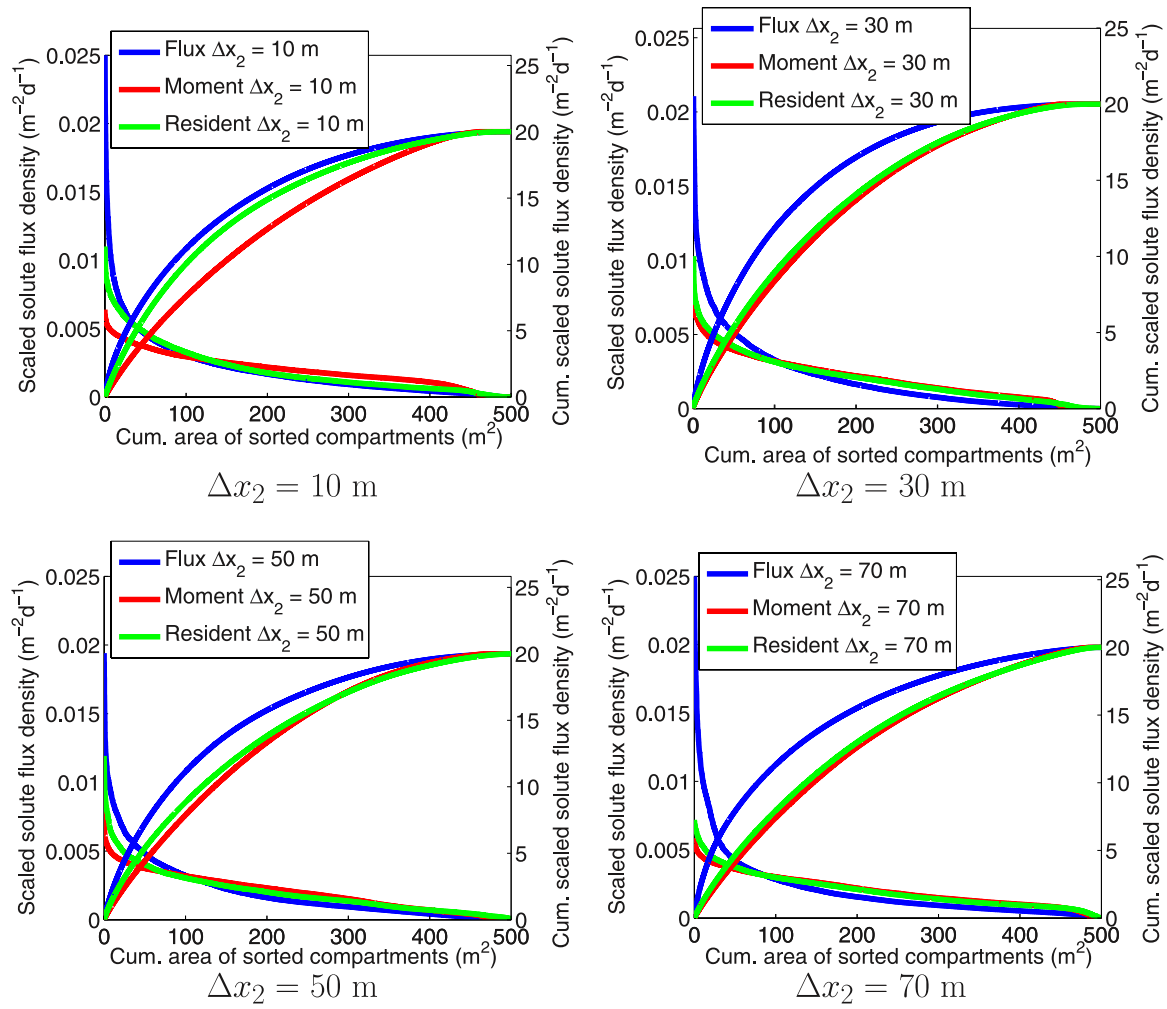 Flux Δx₂ = 10 m
Moment Δx₂ = 10 m
Resident Δx₂ = 10 m
Scaled solute flux density (m⁻²d⁻¹)
0.025
0.02
0.015
0.01
0.005
0
Cum. scaled solute flux density (m⁻²d⁻¹)
25
20
15
10
5
0
0 100 200 300 400 500
Cum. area of sorted compartments (m²)
Δx₂ = 10 m
Flux Δx₂ = 30 m
Moment Δx₂ = 30 m
Resident Δx₂ = 30 m
Scaled solute flux density (m⁻²d⁻¹)
0.025
0.02
0.015
0.01
0.005
0
Cum. scaled solute flux density (m⁻²d⁻¹)
25
20
15
10
5
0
0 100 200 300 400 500
Cum. area of sorted compartments (m²)
Δx₂ = 30 m
Flux Δx₂ = 50 m
Moment Δx₂ = 50 m
Resident Δx₂ = 50 m
Scaled solute flux density (m⁻²d⁻¹)
0.025
0.02
0.015
0.01
0.005
0
Cum. scaled solute flux density (m⁻²d⁻¹)
25
20
15
10
5
0
0 100 200 300 400 500
Cum. area of sorted compartments (m²)
Δx₂ = 50 m
Flux Δx₂ = 70 m
Moment Δx₂ = 70 m
Resident Δx₂ = 70 m
Scaled solute flux density (m⁻²d⁻¹)
0.025
0.02
0.015
0.01
0.005
0
Cum. scaled solute flux density (m⁻²d⁻¹)
25
20
15
10
5
0
0 100 200 300 400 500
Cum. area of sorted compartments (m²)
Δx₂ = 70 m